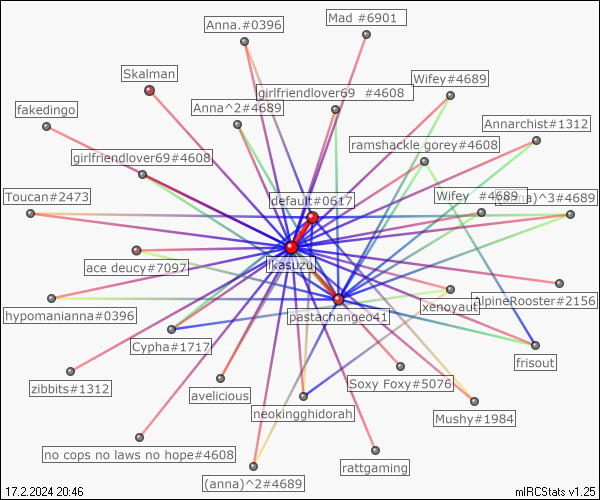 Anna.#0396
Mad #6901
Skalman
Wifey#4689
girlfriendlover69 #4608
Anna^2#4689
fakedingo
Annarchist#1312
ramshackle gorey#4608
girlfriendlover69#4608
Toucan#2473
default#0617
Wifey #4689
)^3#4689
ikasuzu
ace deucy#7097
AlpineRooster#2156
xenoyaut
hypomanianna#0396
pastachangeo41
Cypha#1717
frisout
zibbits#1312
Soxy Foxy#5076
avelicious
neokingghidorah
Mushy#1984
no cops no laws no hope#4608
rattgaming
(anna)^2#4689
17.2.2024 20:46
mIRCStats v1.25